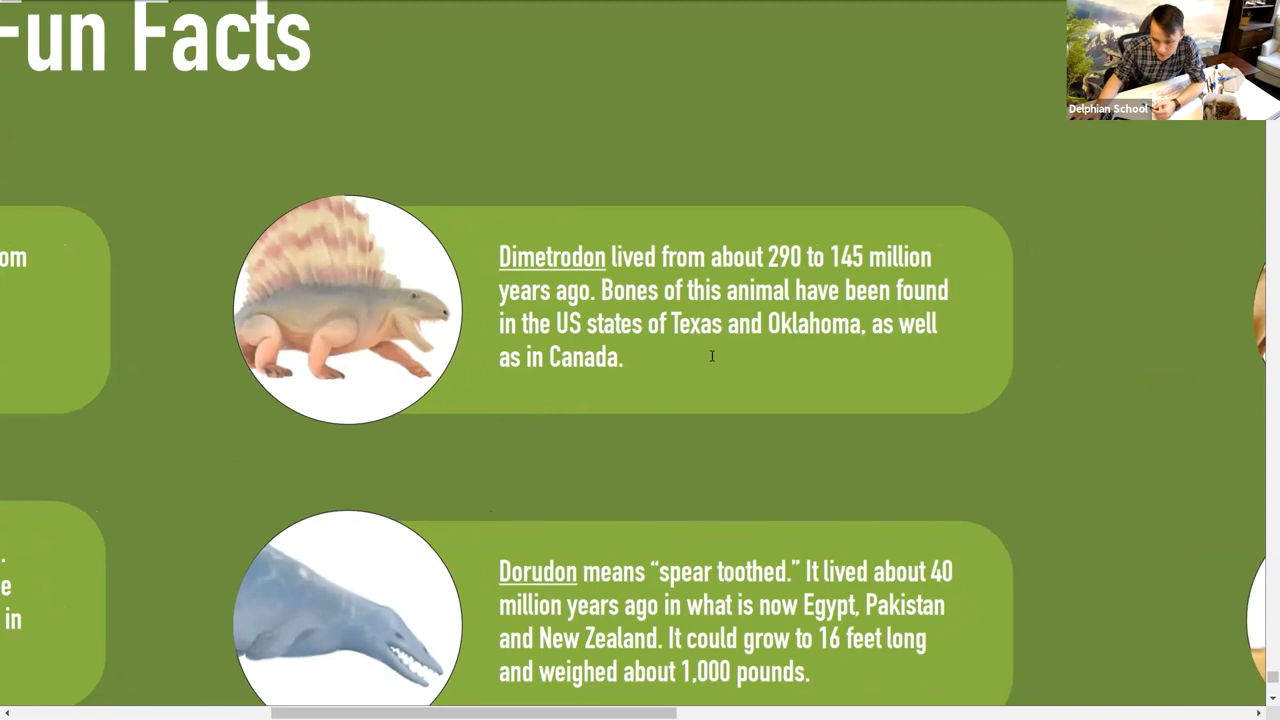 Fun Facts
Delphian School
om
Dimetrodon lived from about 290 to 145 million
years ago. Bones of this animal have been found
in the US states of Texas and Oklahoma, as well
as in Canada.
.
e
in
Dorudon means “spear toothed.” It lived about 40
million years ago in what is now Egypt, Pakistan
and New Zealand. It could grow to 16 feet long
and weighed about 1,000 pounds.